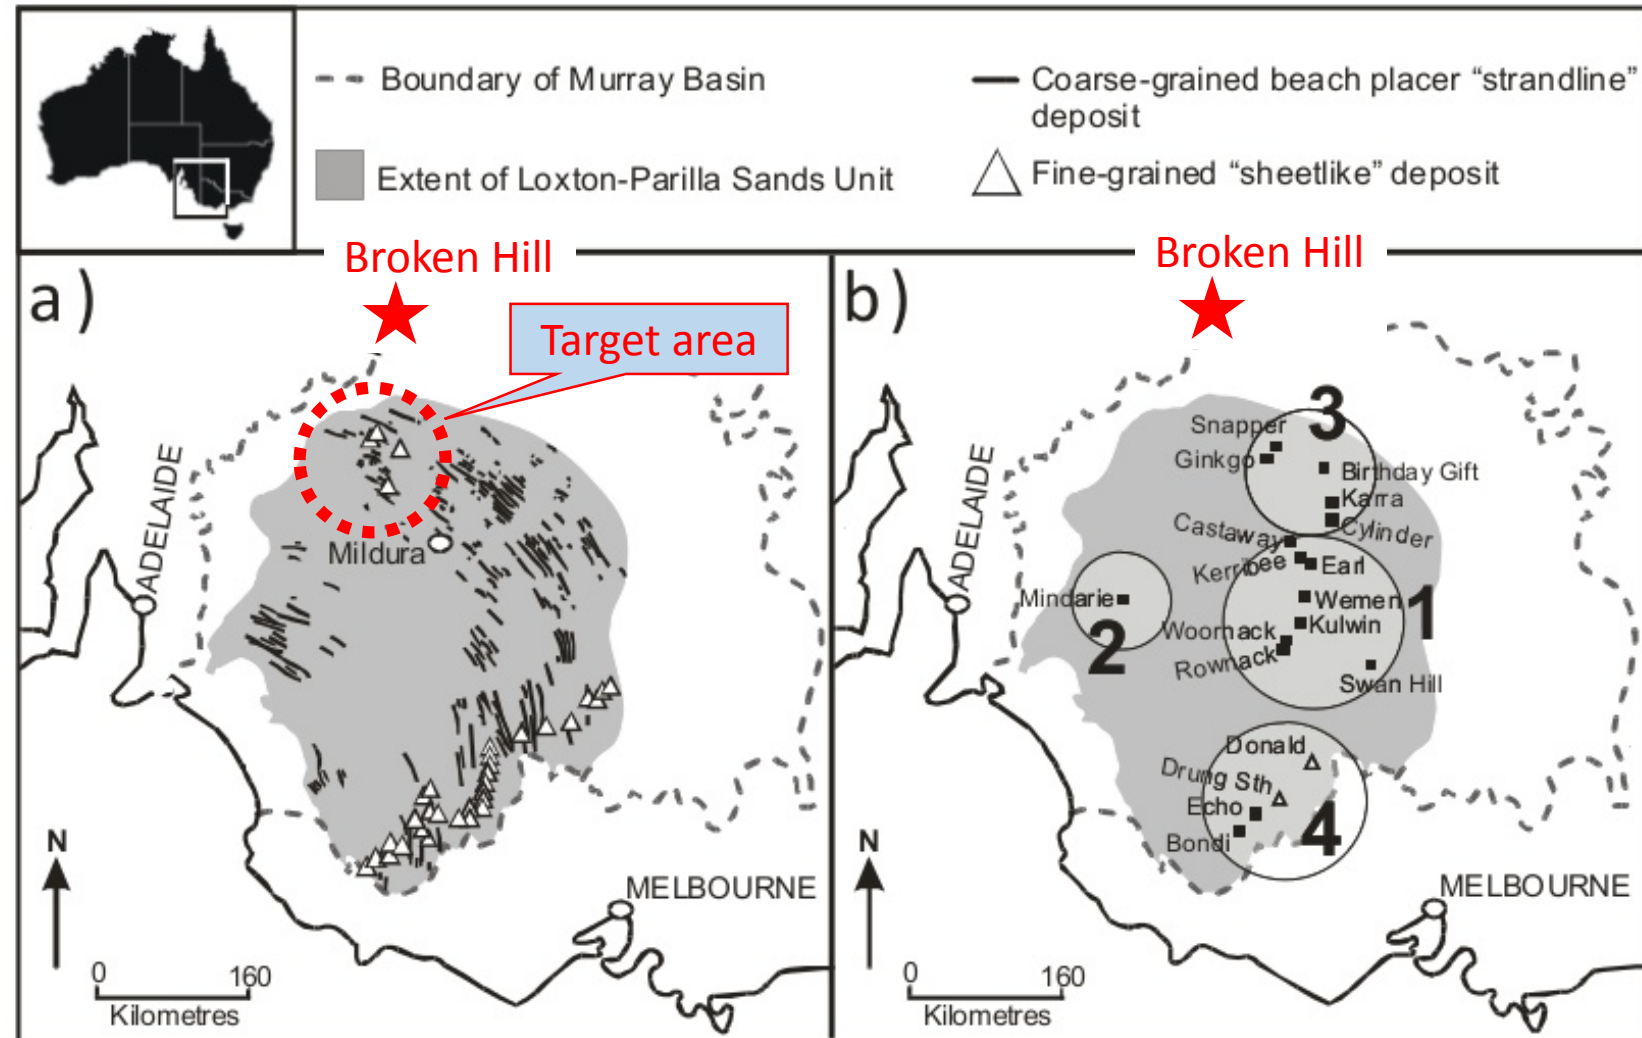 Boundary of Murray Basin
Extent of Loxton-Parilla Sands Unit
Coarse-grained beach placer “strandline”
deposit
Fine-grained “sheetlike” deposit
a)
Broken Hill
Target area
ADELAIDE
Mildura
N
MELBOURNE
0 160
Kilometres
b)
Broken Hill
3
Snapper
Ginkgo
Birthday Gift
Karra
Cylinder
Castaway
Kerribee
Earl
ADELAIDE
Mindarie
2
Wemen
1
Kulwin
Woornack
Rownack
Swan Hill
Donald
Drung Sth
Echo
4
Bondi
N
MELBOURNE
0 160
Kilometres